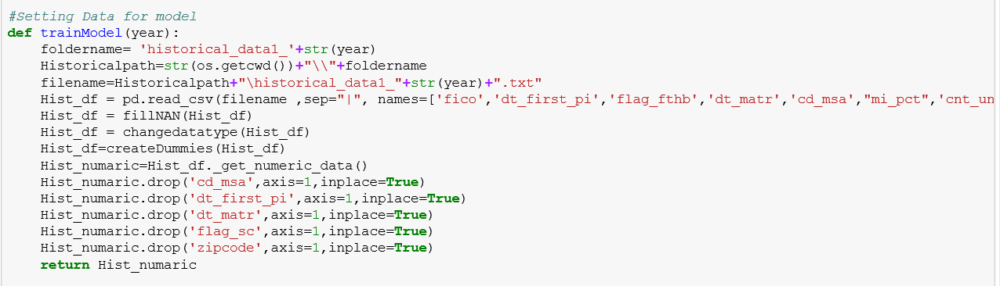 #Setting Data for model
def trainModel(year):
    foldername= 'historical_data1_'+str(year)
    Historicalpath=str(os.getcwd())+"\\"+foldername
    filename=Historicalpath+"\historical_data1_"+str(year)+".txt"
    Hist_df = pd.read_csv(filename ,sep="|", names=['fico','dt_first_pi','flag_fthb','dt_matr','cd_msa',"mi_pct",'cnt_un
    Hist_df = fillNAN(Hist_df)
    Hist_df = changedatatype(Hist_df)
    Hist_df=createDummies(Hist_df)
    Hist_numaric=Hist_df._get_numeric_data()
    Hist_numaric.drop('cd_msa',axis=1,inplace=True)
    Hist_numaric.drop('dt_first_pi',axis=1,inplace=True)
    Hist_numaric.drop('dt_matr',axis=1,inplace=True)
    Hist_numaric.drop('flag_sc',axis=1,inplace=True)
    Hist_numaric.drop('zipcode',axis=1,inplace=True)
    return Hist_numaric